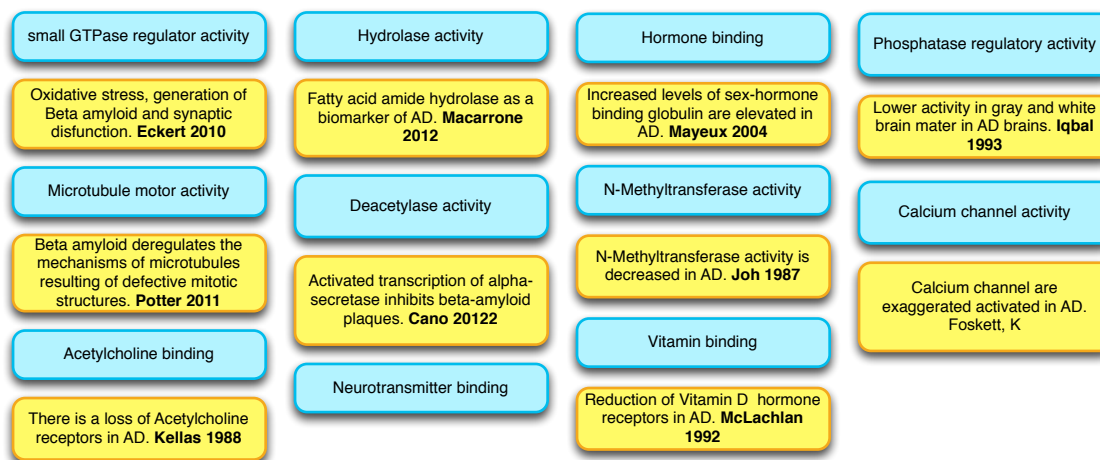 small GTPase regulator activity
Oxidative stress, generation of
Beta amyloid and synaptic
disfunction. Eckert 2010
Microtubule motor activity
Beta amyloid deregulates the
mechanisms of microtubules
resulting of defective mitotic
structures. Potter 2011
Acetylcholine binding
There is a loss of Acetylcholine
receptors in AD. Kellas 1988
Hydrolase activity
Fatty acid amide hydrolase as a
biomarker of AD. Macarrone
2012
Deacetylase activity
Activated transcription of alpha-
secretase inhibits beta-amyloid
plaques. Cano 20122
Neurotransmitter binding
Hormone binding
Increased levels of sex-hormone
binding globulin are elevated in
AD. Mayeux 2004
N-Methyltransferase activity
N-Methyltransferase activity is
decreased in AD. Joh 1987
Vitamin binding
Reduction of Vitamin D hormone
receptors in AD. McLachlan
1992
Phosphatase regulatory activity
Lower activity in gray and white
brain mater in AD brains. Iqbal
1993
Calcium channel activity
Calcium channel are
exaggerated activated in AD.
Foskett, K